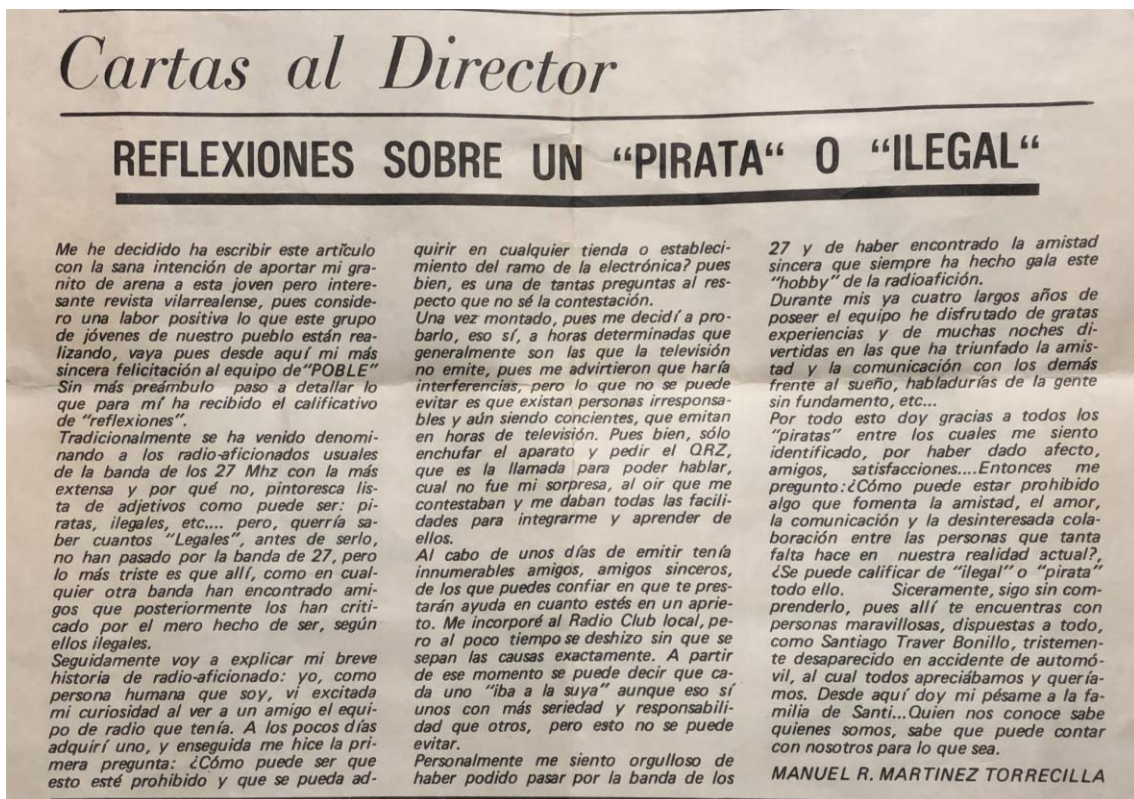 Cartas al Director
REFLEXIONES SOBRE UN “PIRATA“ O “ILEGAL“
Me he decidido ha escribir este artículo
con la sana intención de aportar mi gra-
nito de arena a esta joven pero intere-
sante revista vilarrealense, pues conside-
ro una labor positiva lo que este grupo
de jóvenes de nuestro pueblo están rea-
lizando, vaya pues desde aquí mi más
sincera felicitación al equipo de"POBLE"
Sin más preámbulo paso a detallar lo
que para mí ha recibido el calificativo
de "reflexiones".
Tradicionalmente se ha venido denomi-
nando a los radio-aficionados usuales
de la banda de los 27 Mhz con la más
extensa y por qué no, pintoresca lis-
ta de adjetivos como puede ser: pi-
ratas, ilegales, etc.... pero, querría sa-
ber cuantos "Legales", antes de serlo,
no han pasado por la banda de 27, pero
lo más triste es que allí, como en cual-
quier otra banda han encontrado ami-
gos que posteriormente los han criti-
cado por el mero hecho de ser, según
ellos ilegales.
Seguidamente voy a explicar mi breve
historia de radio-aficionado: yo, como
persona humana que soy, vi excitada
mi curiosidad al ver a un amigo el equi-
po de radio que tenía. A los pocos días
adquirí uno, y enseguida me hice la pri-
mera pregunta: ¿Cómo puede ser que
esto esté prohibido y que se pueda ad-
quirir en cualquier tienda o estableci-
miento del ramo de la electrónica? pues
bien, es una de tantas preguntas al res-
pecto que no sé la contestación.
Una vez montado, pues me decidí a pro-
barlo, eso sí, a horas determinadas que
generalmente son las que la televisión
no emite, pues me advirtieron que haría
interferencias, pero lo que no se puede
evitar es que existan personas irresponsa-
bles y aún siendo concientes, que emitan
en horas de televisión. Pues bien, sólo
enchufar el aparato y pedir el QRZ,
que es la llamada para poder hablar,
cual no fue mi sorpresa, al oir que me
contestaban y me daban todas las facili-
dades para integrarme y aprender de
ellos.
Al cabo de unos días de emitir tenía
innumerables amigos, amigos sinceros,
de los que puedes confiar en que te pres-
tarán ayuda en cuanto estés en un aprie-
to. Me incorporé al Radio Club local, pe-
ro al poco tiempo se deshizo sin que se
sepan las causas exactamente. A partir
de ese momento se puede decir que ca-
da uno "iba a la suya" aunque eso sí
unos con más seriedad y responsabili-
dad que otros, pero esto no se puede
evitar.
Personalmente me siento orgulloso de
haber podido pasar por la banda de los
27 y de haber encontrado la amistad
sincera que siempre ha hecho gala este
"hobby" de la radioafición.
Durante mis ya cuatro largos años de
poseer el equipo he disfrutado de gratas
experiencias y de muchas noches di-
vertidas en las que ha triunfado la amis-
tad y la comunicación con los demás
frente al sueño, habladurías de la gente
sin fundamento, etc...
Por todo esto doy gracias a todos los
"piratas" entre los cuales me siento
identificado, por haber dado afecto,
amigos, satisfacciones....Entonces me
pregunto:¿Cómo puede estar prohibido
algo que fomenta la amistad, el amor,
la comunicación y la desinteresada cola-
boración entre las personas que tanta
falta hace en nuestra realidad actual?,
¿Se puede calificar de "ilegal" o "pirata"
todo ello. Siceramente, sigo sin com-
prenderlo, pues allí te encuentras con
personas maravillosas, dispuestas a todo,
como Santiago Traver Bonillo, tristemen-
te desaparecido en accidente de automó-
vil, al cual todos apreciábamos y quería-
mos. Desde aquí doy mi pésame a la fa-
milia de Santi...Quien nos conoce sabe
quienes somos, sabe que puede contar
con nosotros para lo que sea.
MANUEL R. MARTINEZ TORRECILLA